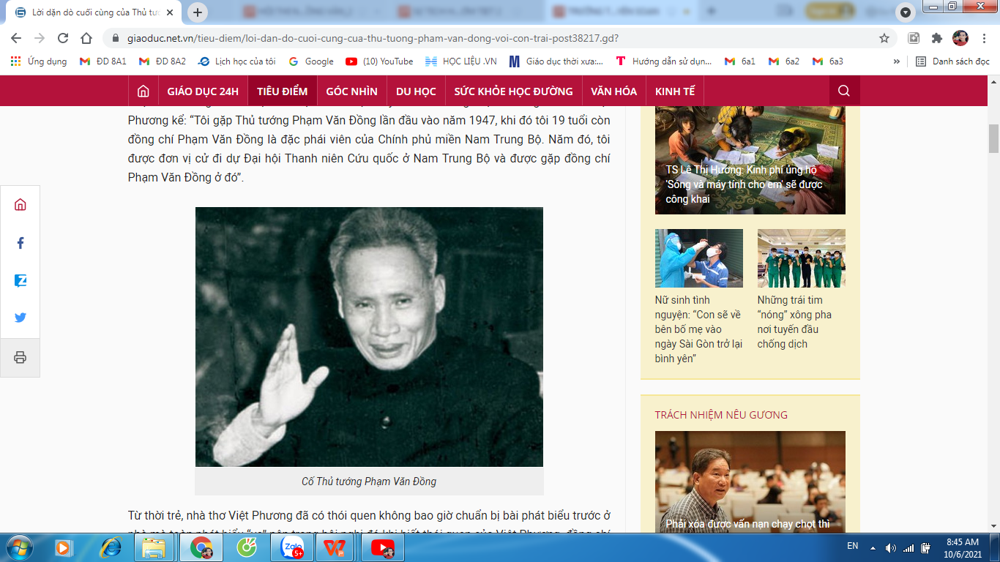 Lời dặn dò cuối cùng của Thủ tướ
giaoduc.net.vn/tieu-diem/loi-dan-do-cuoi-cung-cua-thu-tuong-pham-van-dong-voi-con-trai-post38217.gd?
Ứng dụng ĐD 8A1 ĐD 8A2 Lịch học của tôi Google (10) YouTube HỌC LIỆU .VN Giáo dục thời xưa:... Hướng dẫn sử dụn... 6a1 6a2 6a3 » Danh sách đọc
GIÁO DỤC 24H TIÊU ĐIỂM GÓC NHÌN DU HỌC SỨC KHỎE HỌC ĐƯỜNG VĂN HÓA KINH TẾ
Phương kể: “Tôi gặp Thủ tướng Phạm Văn Đồng lần đầu vào năm 1947, khi đó tôi 19 tuổi còn
đồng chí Phạm Văn Đồng là đặc phái viên của Chính phủ miền Nam Trung Bộ. Năm đó, tôi
được đơn vị cử đi dự Đại hội Thanh niên Cứu quốc ở Nam Trung Bộ và được gặp đồng chí
Phạm Văn Đồng ở đó”.
Cố Thủ tướng Phạm Văn Đồng
Từ thời trẻ, nhà thơ Việt Phương đã có thói quen không bao giờ chuẩn bị bài phát biểu trước ở
TS Lê Thị Hường: Kinh phí ủng hộ
'Sóng và máy tính cho em' sẽ được
công khai
Nữ sinh tình
nguyện: “Con sẽ về
bên bố mẹ vào
ngày Sài Gòn trở lại
bình yên”
Những trái tim
“nóng” xông pha
nơi tuyến đầu
chống dịch
TRÁCH NHIỆM NÊU GƯƠNG
Phải xóa được vấn nạn chạy chọt thì
Zalo
5+
EN
8:45 AM
10/6/2021